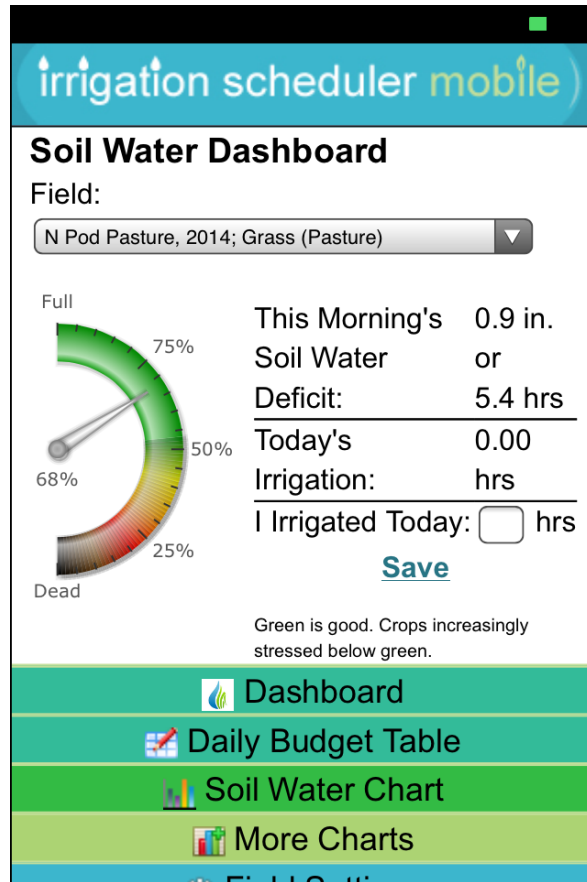 irrigation scheduler mobile
Soil Water Dashboard
Field:
N Pod Pasture, 2014; Grass (Pasture)
Full
75%
50%
68%
25%
Dead
This Morning's 0.9 in.
Soil Water or
Deficit: 5.4 hrs
Today's 0.00
Irrigation: hrs
I Irrigated Today: hrs
Save
Green is good. Crops increasingly
stressed below green.
Dashboard
Daily Budget Table
Soil Water Chart
More Charts